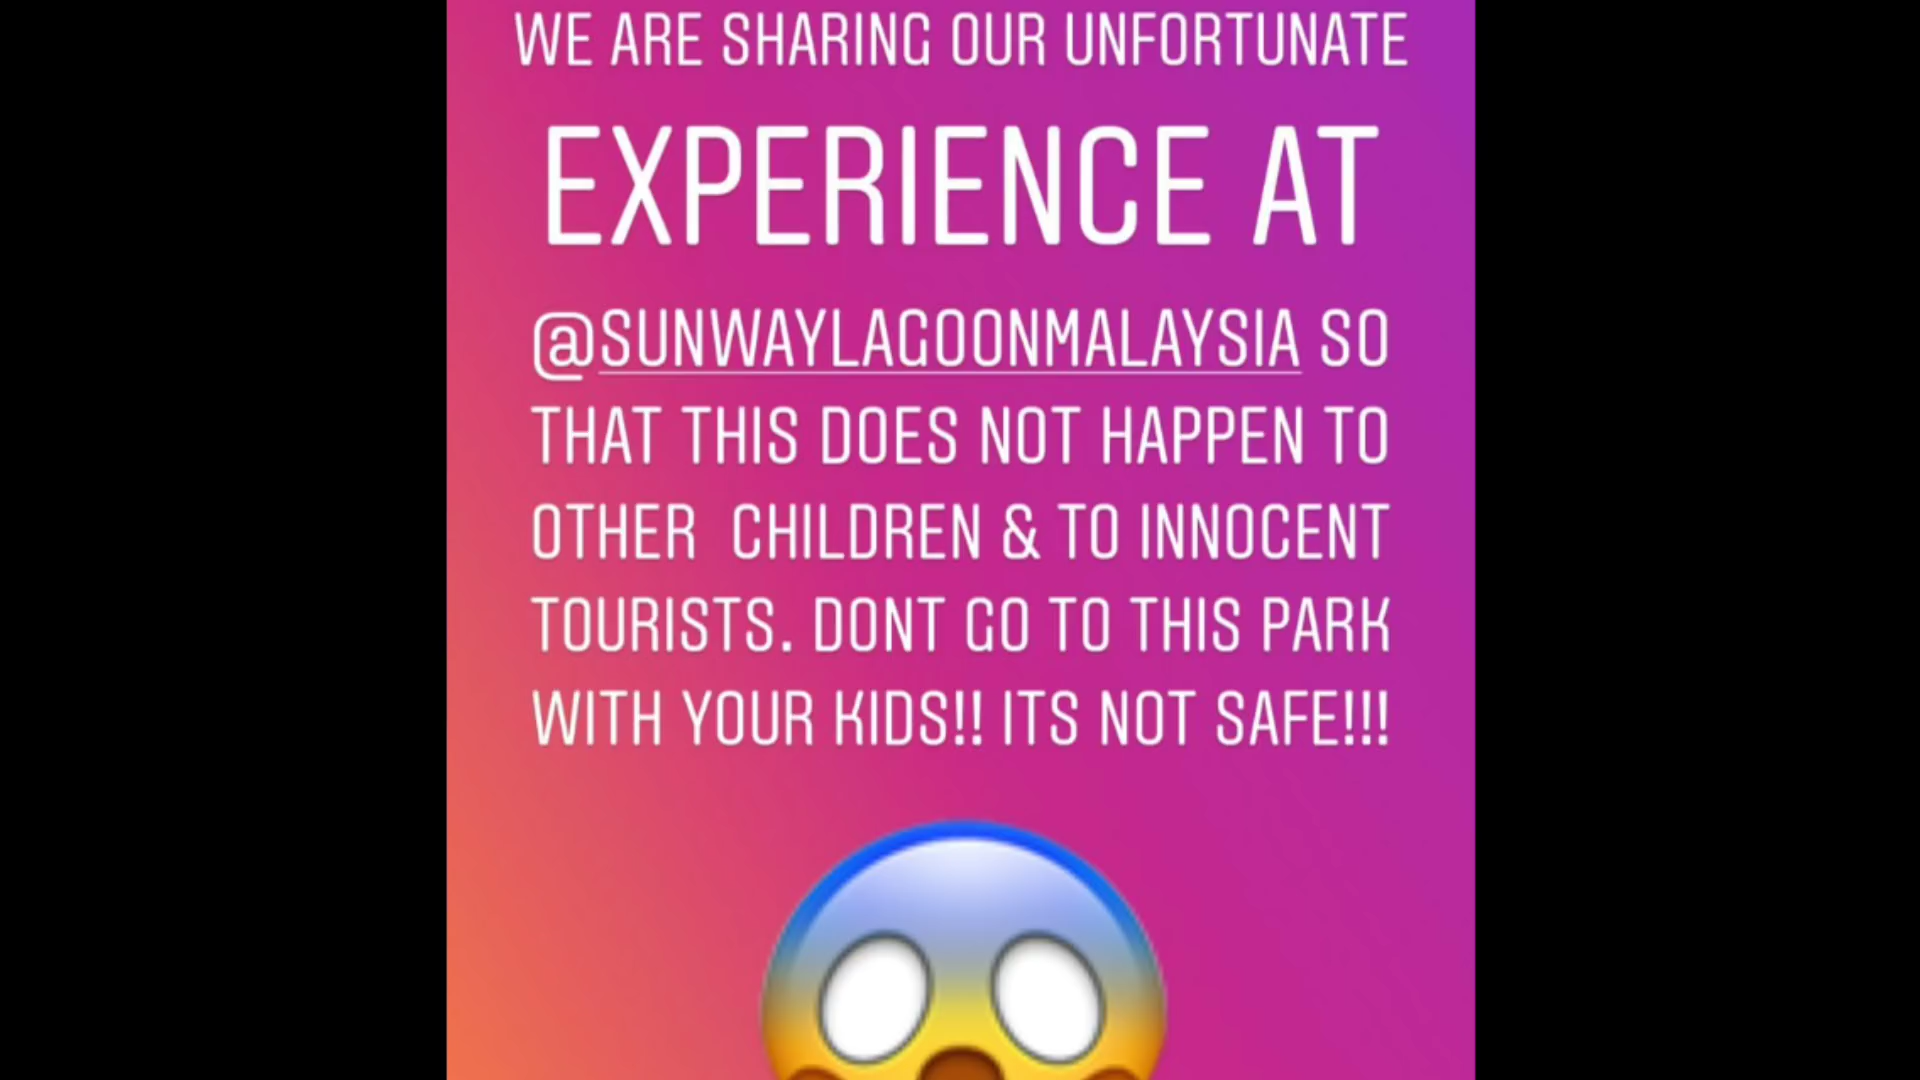 WE ARE SHARING OUR UNFORTUNATE
EXPERIENCE AT
@SUNWAYLAGOONMALAYSIA SO
THAT THIS DOES NOT HAPPEN TO
OTHER CHILDREN & TO INNOCENT
TOURISTS. DONT GO TO THIS PARK
WITH YOUR KIDS!! ITS NOT SAFE!!!